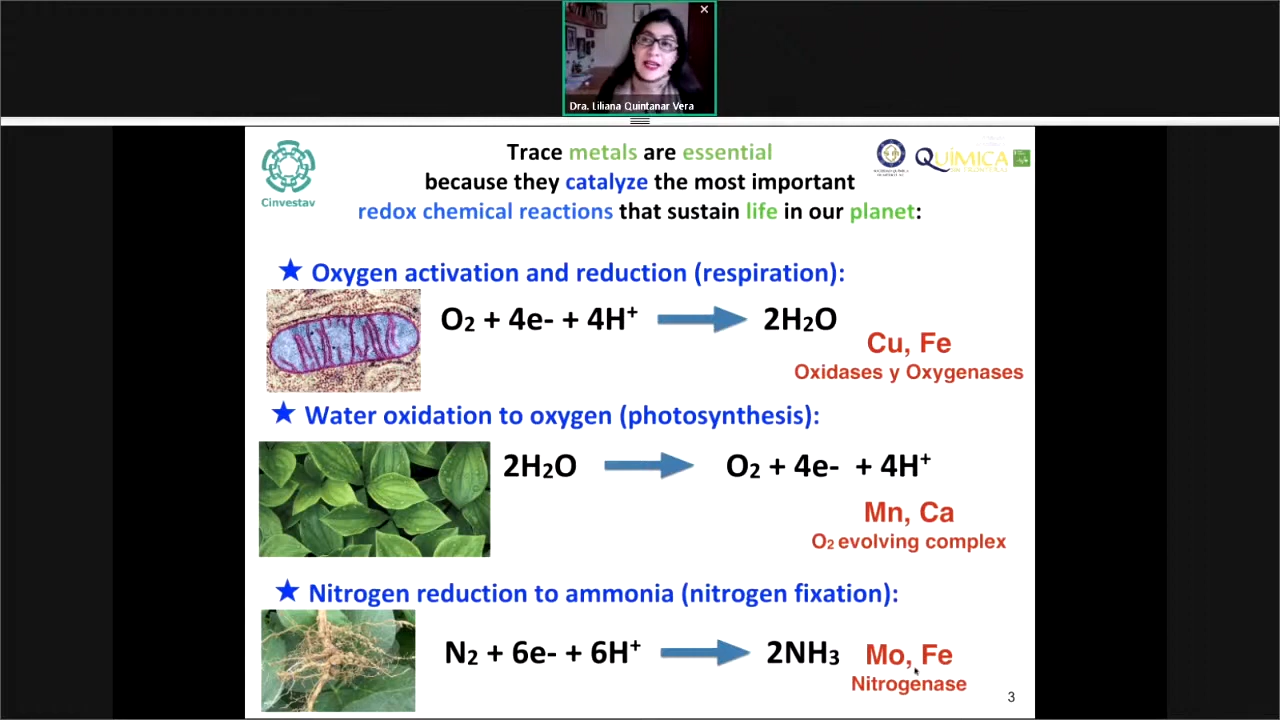 Dra. Liliana Quintanar Vera
Trace metals are essential
because they catalyze the most important
redox chemical reactions that sustain life in our planet:
Cinvestav
QUÍMICA
★ Oxygen activation and reduction (respiration):
O₂ + 4e- + 4H⁺ → 2H₂O
Cu, Fe
Oxidases y Oxygenases
★ Water oxidation to oxygen (photosynthesis):
2H₂O → O₂ + 4e- + 4H⁺
Mn, Ca
O₂ evolving complex
★ Nitrogen reduction to ammonia (nitrogen fixation):
N₂ + 6e- + 6H⁺ → 2NH₃
Mo, Fe
Nitrogenase
3